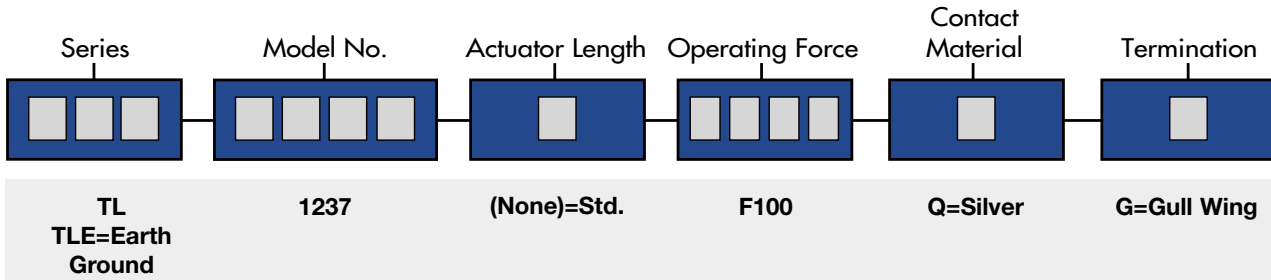 Series
Model No.
Actuator Length
Operating Force
Contact
Material
Termination
TL
TLE=Earth
Ground
1237
(None)=Std.
F100
Q=Silver
G=Gull Wing